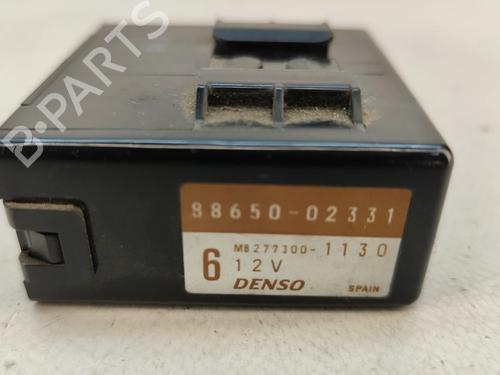 88650-02331
MB277300-1130
6 12V
DENSO SPAIN
B-PARTS